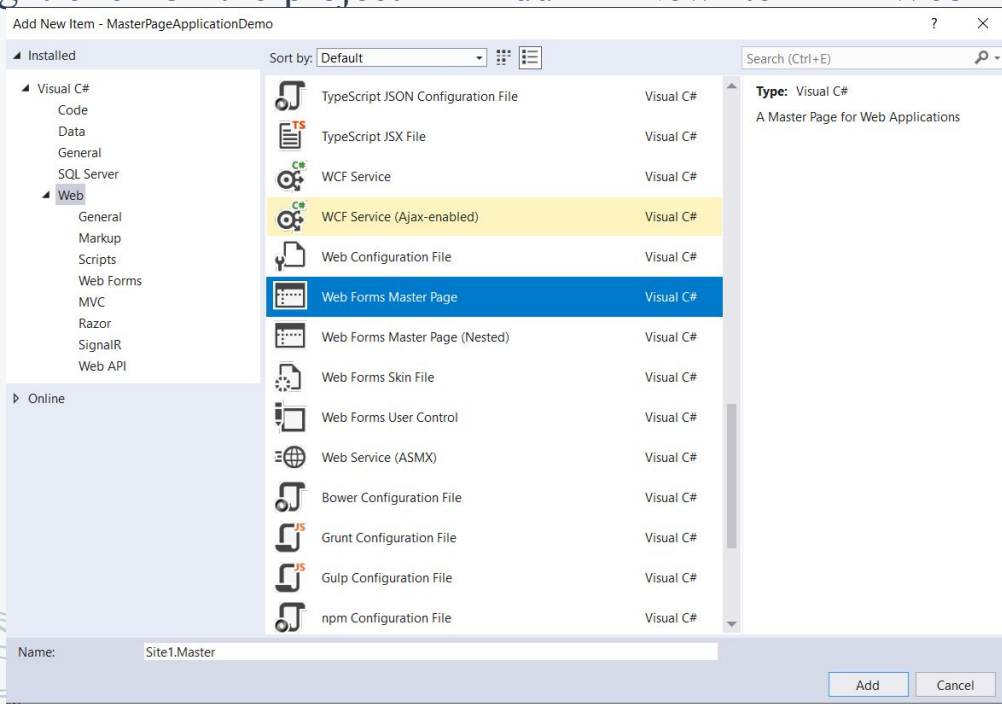 Add New Item - MasterPageApplicationDemo
? ×
Installed
Sort by: Default
Search (Ctrl+E)
Visual C#
Code
Data
General
SQL Server
Web
General
Markup
Scripts
Web Forms
MVC
Razor
SignalR
Web API
Online
TypeScript JSON Configuration File Visual C#
TS TypeScript JSX File Visual C#
C# WCF Service Visual C#
C# WCF Service (Ajax-enabled) Visual C#
Web Configuration File Visual C#
Web Forms Master Page Visual C#
Web Forms Master Page (Nested) Visual C#
Web Forms Skin File Visual C#
Web Forms User Control Visual C#
Web Service (ASMX) Visual C#
Bower Configuration File Visual C#
JS Grunt Configuration File Visual C#
JS Gulp Configuration File Visual C#
npm Configuration File Visual C#
Type: Visual C#
A Master Page for Web Applications
Name: Site1.Master
Add Cancel